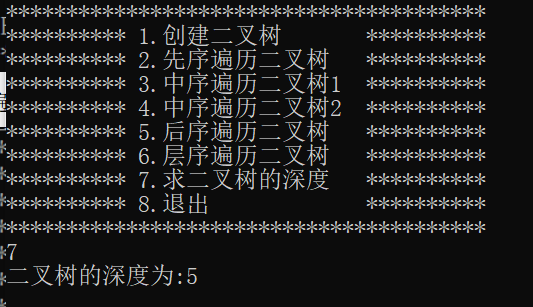 ****************************************
********** 1.创建二叉树       **********
********** 2.先序遍历二叉树   **********
********** 3.中序遍历二叉树1  **********
********** 4.中序遍历二叉树2  **********
********** 5.后序遍历二叉树   **********
********** 6.层序遍历二叉树   **********
********** 7.求二叉树的深度   **********
********** 8.退出             **********
****************************************
7
二叉树的深度为:5